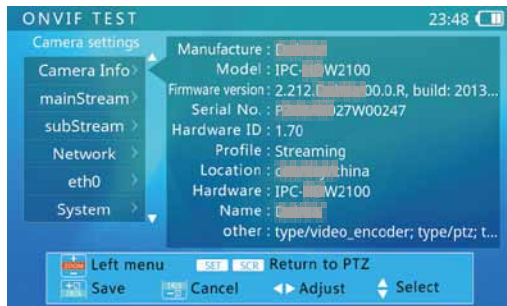 ONVIF TEST 23:48
Camera settings
Camera Info
mainStream
subStream
Network
eth0
System
Manufacture :
Model : IPC- W2100
Firmware version : 2.212. 00.0.R, build: 2013...
Serial No. : 27W00247
Hardware ID : 1.70
Profile : Streaming
Location : china
Hardware : IPC- W2100
Name :
other : type/video_encoder; type/ptz; t...
ZOOM Left menu SET SCR Return to PTZ
Save Cancel Adjust Select